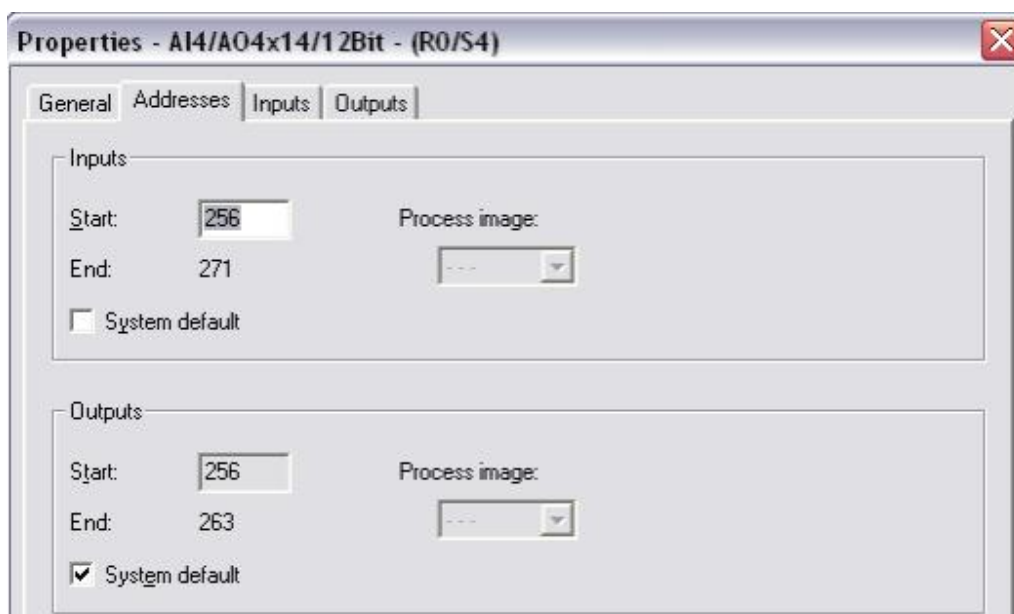 Properties - AI4/AO4x14/12Bit - (R0/S4)
General Addresses Inputs Outputs
Inputs
Start: 256 Process image:
End: 271 ---
System default
Outputs
Start: 256 Process image:
End: 263 ---
System default